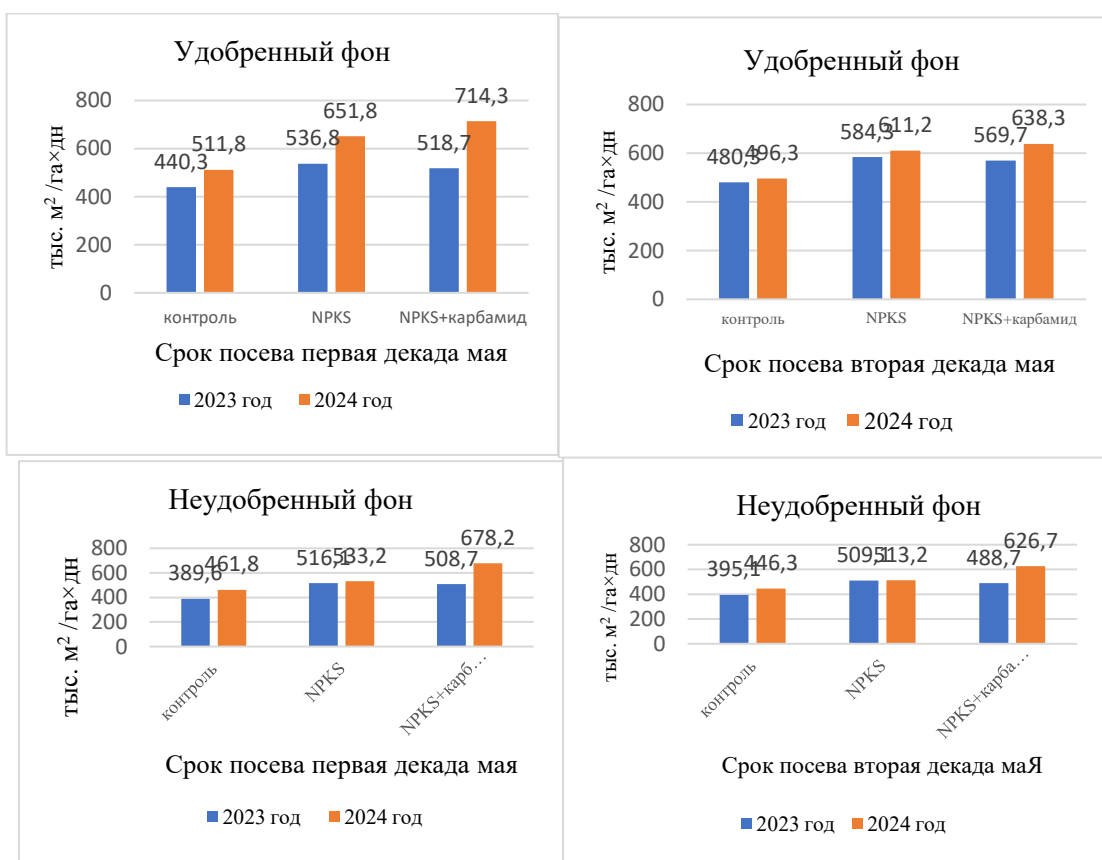 Удобренный фон
тыс. м² /га×дн
800
600
400
200
0
440,3
511,8
536,8
651,8
518,7
714,3
контроль
NPKS
NPKS+карбамид
Срок посева первая декада мая
2023 год
2024 год
Удобренный фон
тыс. м² /га×дн
800
600
400
200
0
480,3
496,3
584,3
611,2
569,7
638,3
контроль
NPKS
NPKS+карбамид
Срок посева вторая декада мая
2023 год
2024 год
Неудобренный фон
тыс. м² /га×дн
800
600
400
200
0
389,6
461,8
516,1
533,2
508,7
678,2
контроль
NPKS
NPKS+карб…
Срок посева первая декада мая
2023 год
2024 год
Неудобренный фон
тыс. м² /га×дн
800
600
400
200
0
395,1
446,3
509,1
513,2
488,7
626,7
контроль
NPKS
NPKS+карба…
Срок посева вторая декада маЯ
2023 год
2024 год